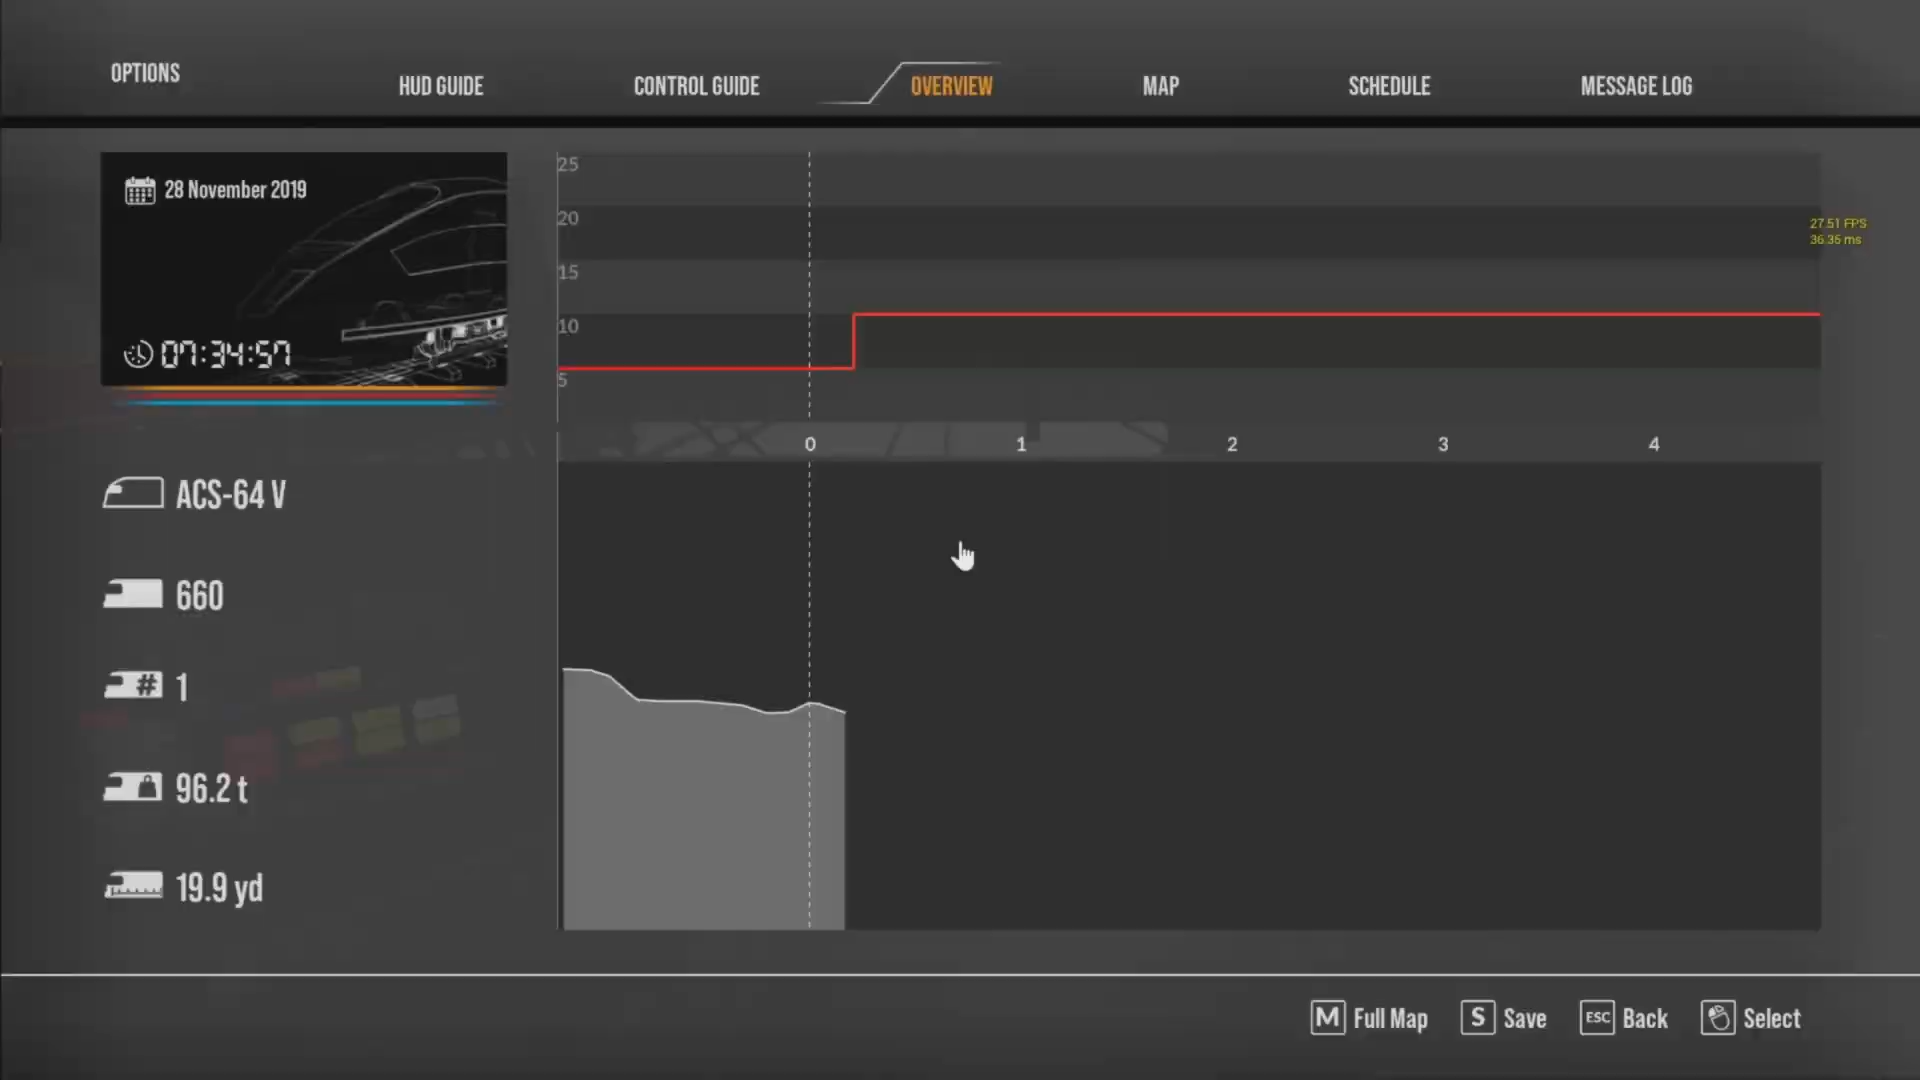 OPTIONS
HUD GUIDE
CONTROL GUIDE
OVERVIEW
MAP
SCHEDULE
MESSAGE LOG
28 November 2019
07:34:57
25
20
15
10
5
27.51 FPS
36.35 ms
0 1 2 3 4
ACS-64 V
660
# 1
96.2 t
19.9 yd
M Full Map
S Save
ESC Back
Select